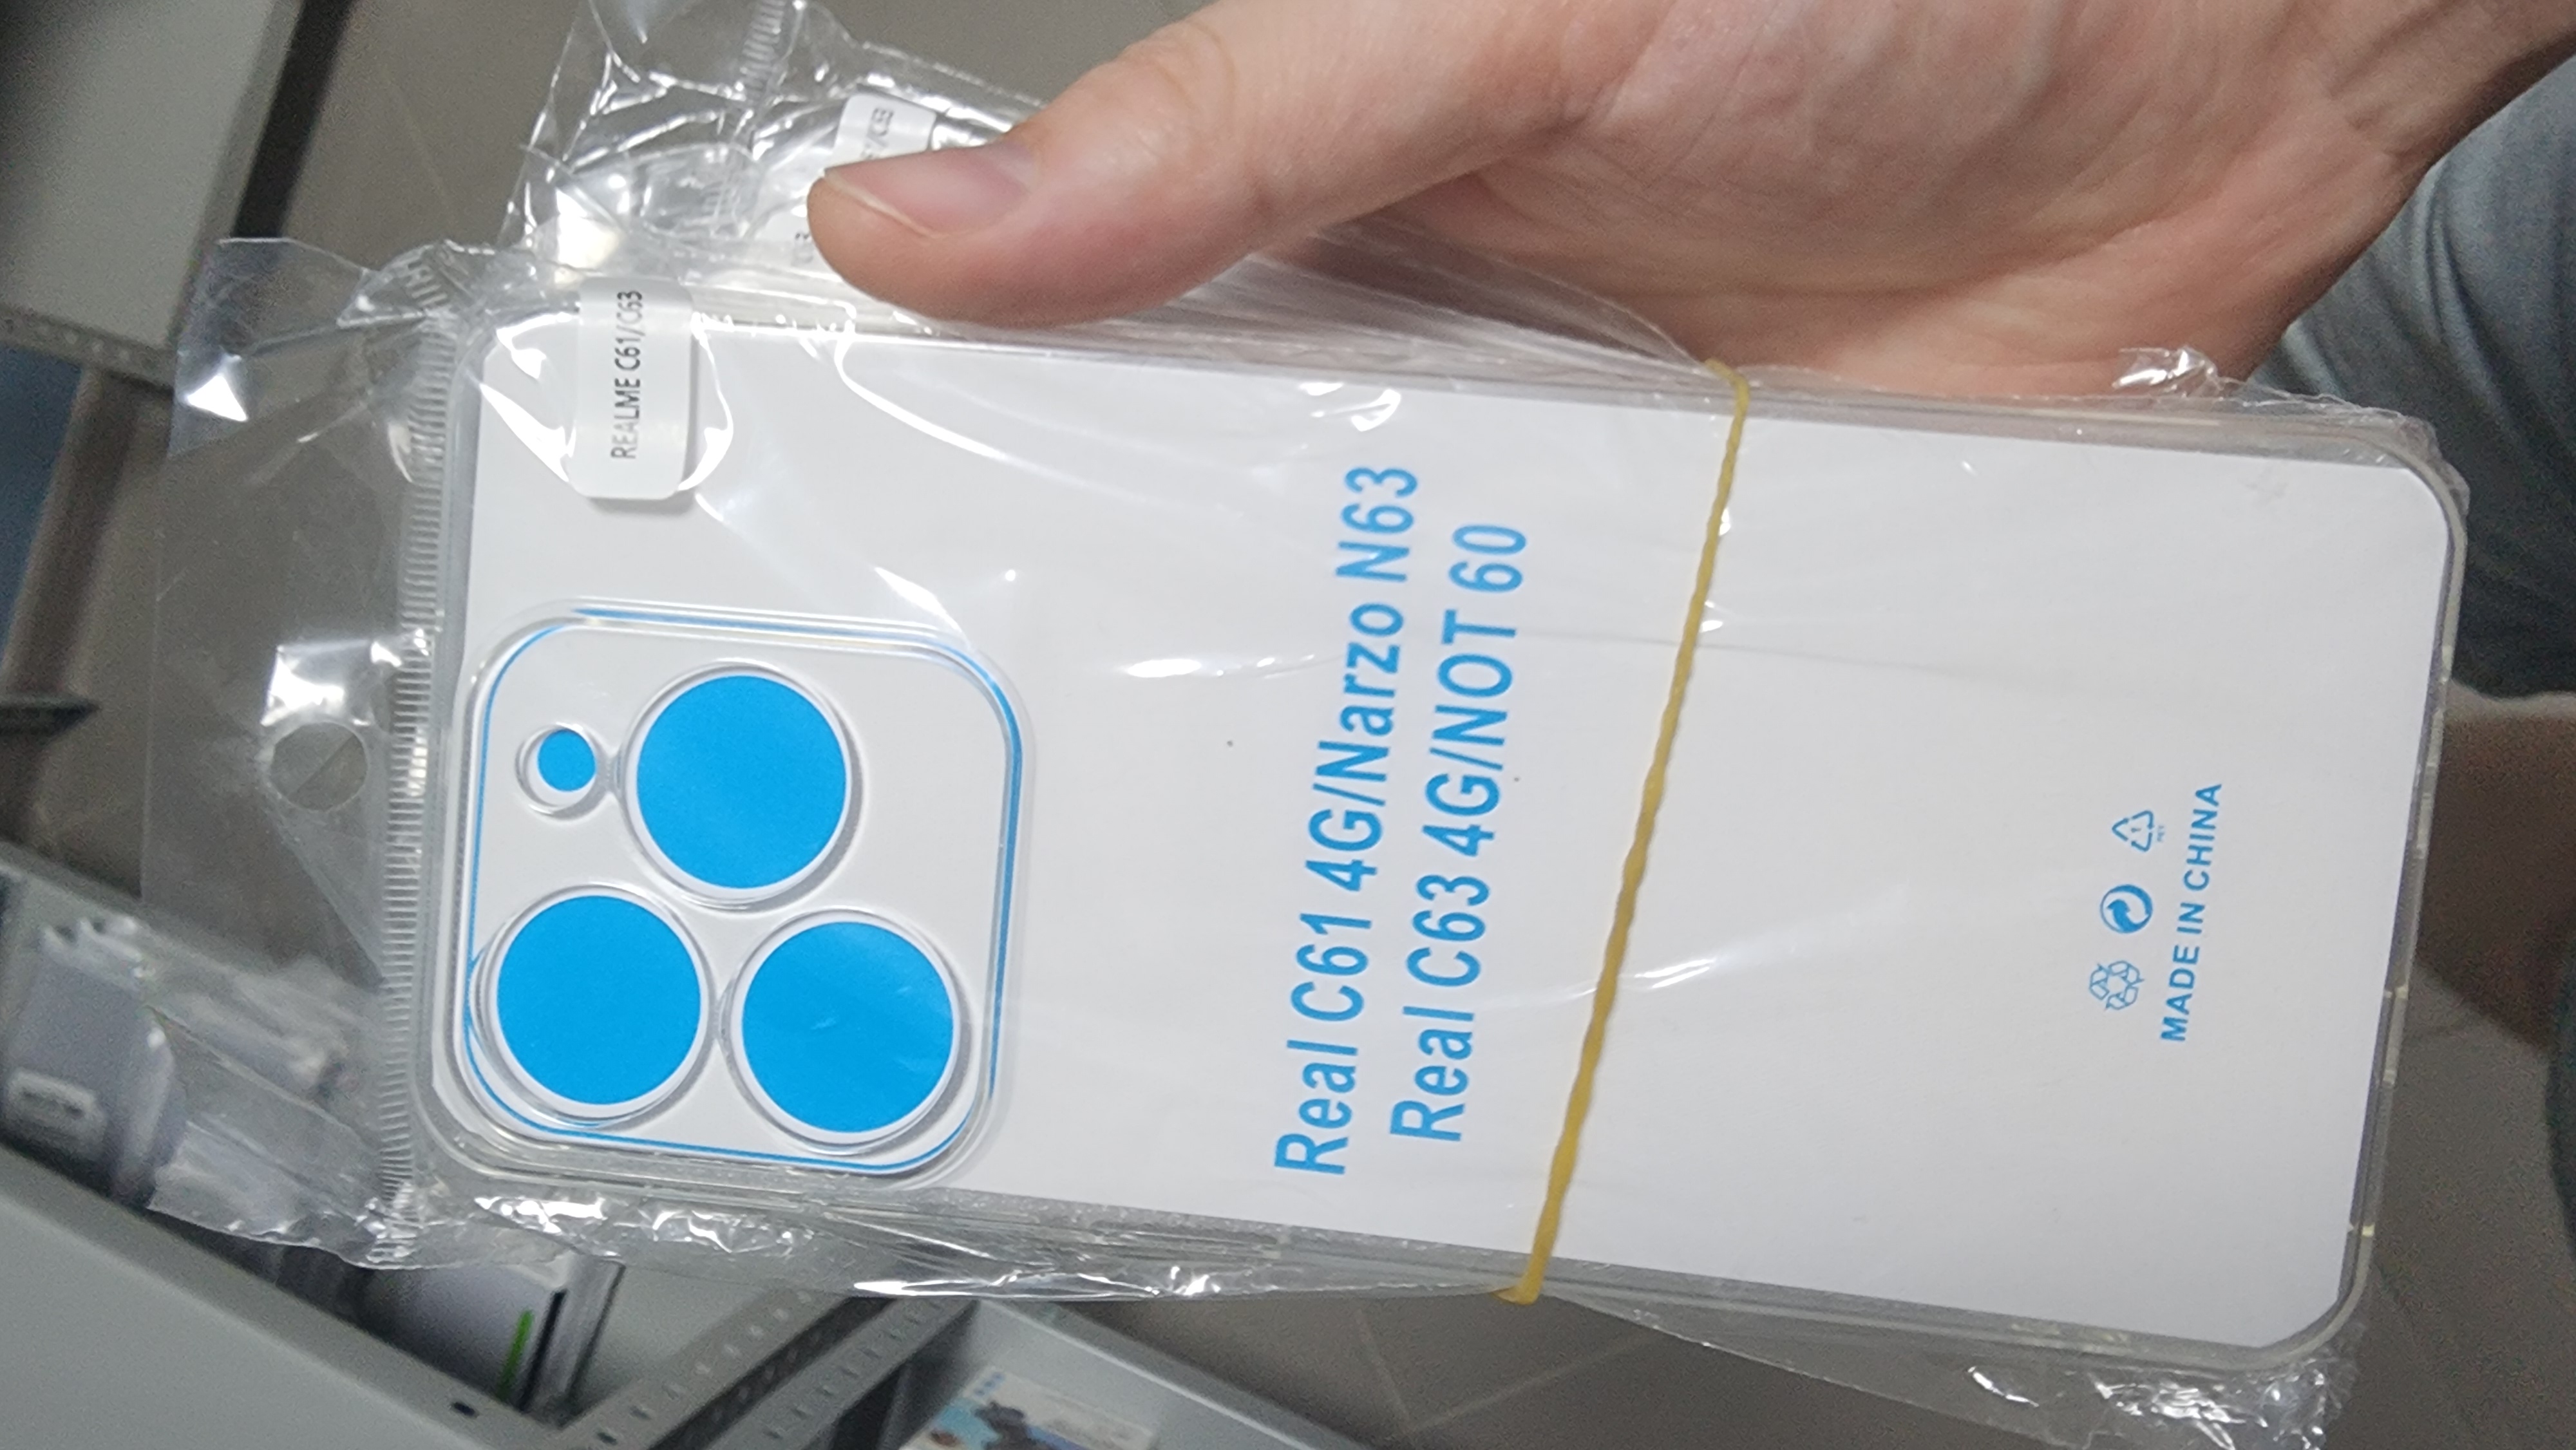 REALME C61/C63
Real C61 4G/Narzo N63
Real C63 4G/NOT 60
MADE IN CHINA